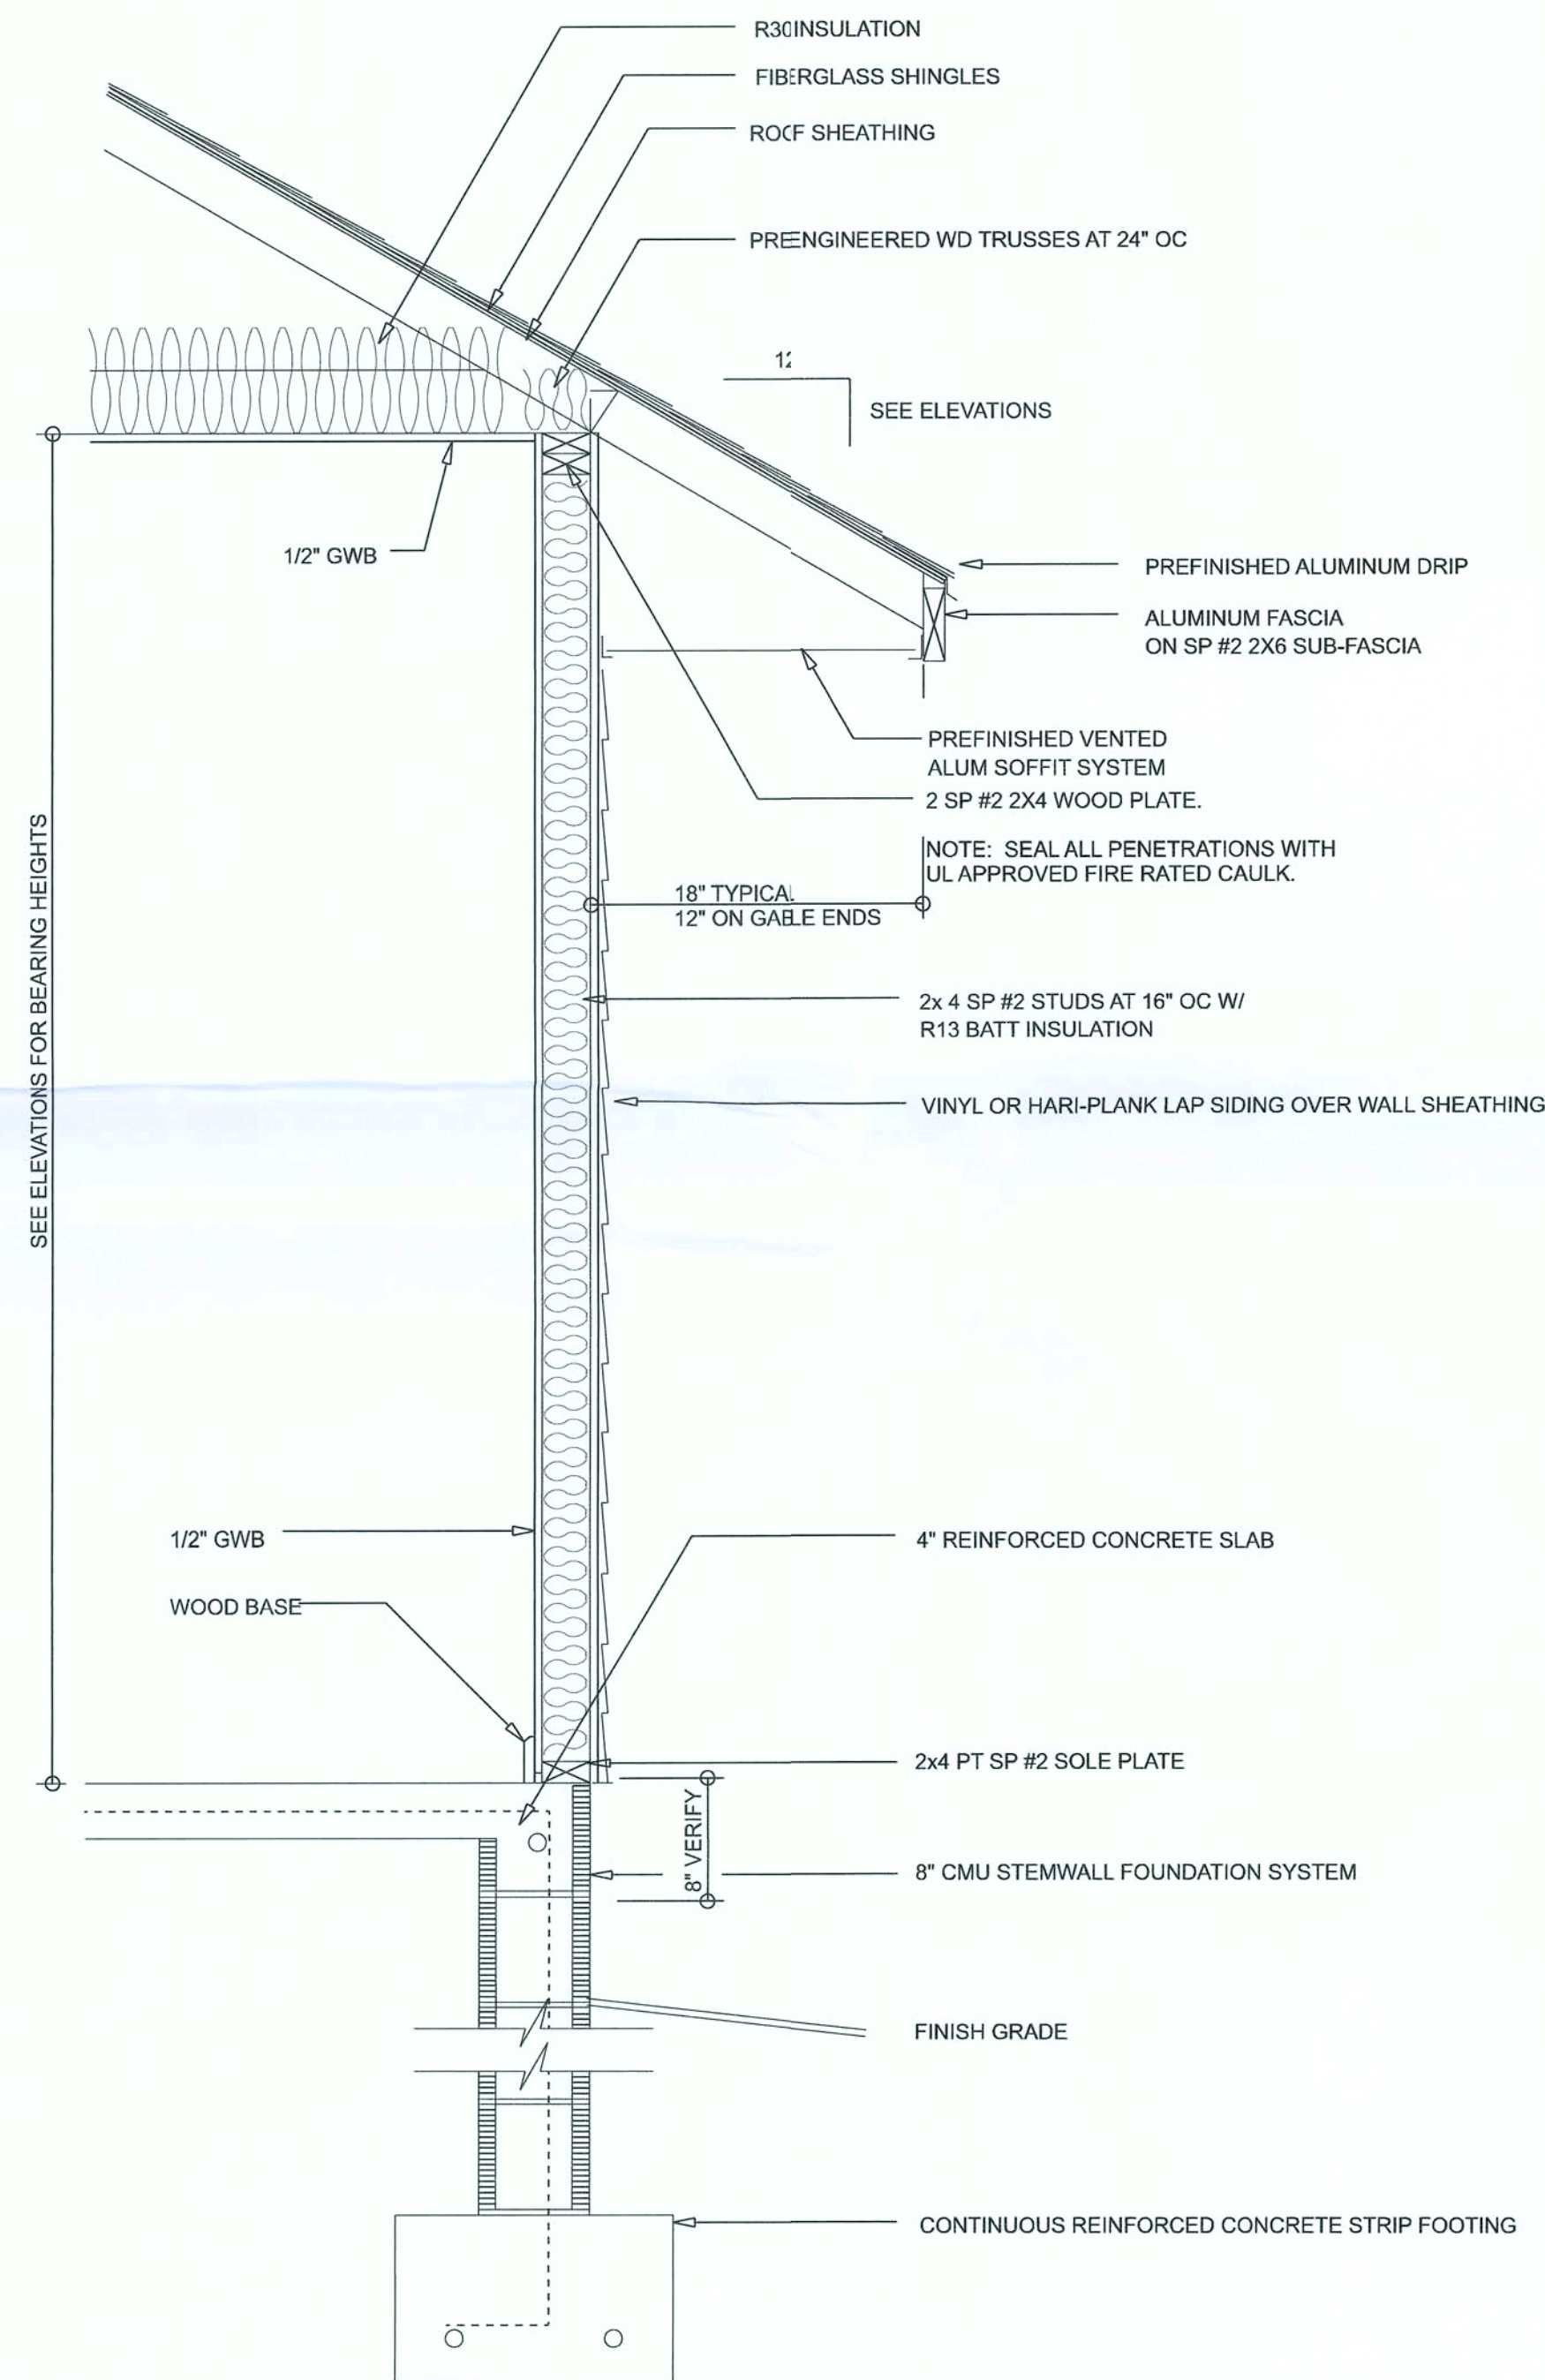 R30 INSULATION
FIBERGLASS SHINGLES
ROOF SHEATHING
PREENGINEERED WD TRUSSES AT 24" OC
12
SEE ELEVATIONS
1/2" GWB
PREFINISHED ALUMINUM DRIP
ALUMINUM FASCIA
ON SP #2 2X6 SUB-FASCIA
PREFINISHED VENTED
ALUM SOFFIT SYSTEM
2 SP #2 2X4 WOOD PLATE.
NOTE: SEAL ALL PENETRATIONS WITH
UL APPROVED FIRE RATED CAULK.
18" TYPICAL
12" ON GABLE ENDS
SEE ELEVATIONS FOR BEARING HEIGHTS
2x 4 SP #2 STUDS AT 16" OC W/
R13 BATT INSULATION
VINYL OR HARI-PLANK LAP SIDING OVER WALL SHEATHING
1/2" GWB
4" REINFORCED CONCRETE SLAB
WOOD BASE
2x4 PT SP #2 SOLE PLATE
8" VERIFY
8" CMU STEMWALL FOUNDATION SYSTEM
FINISH GRADE
CONTINUOUS REINFORCED CONCRETE STRIP FOOTING